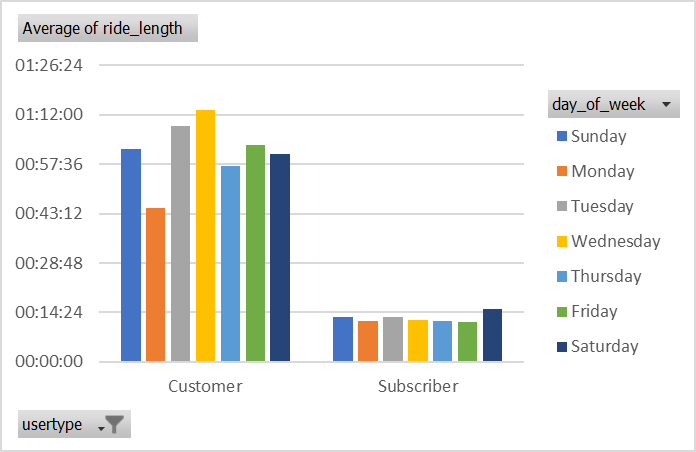 Average of ride_length
01:26:24
01:12:00
00:57:36
00:43:12
00:28:48
00:14:24
00:00:00
Customer
Subscriber
day_of_week
Sunday
Monday
Tuesday
Wednesday
Thursday
Friday
Saturday
usertype